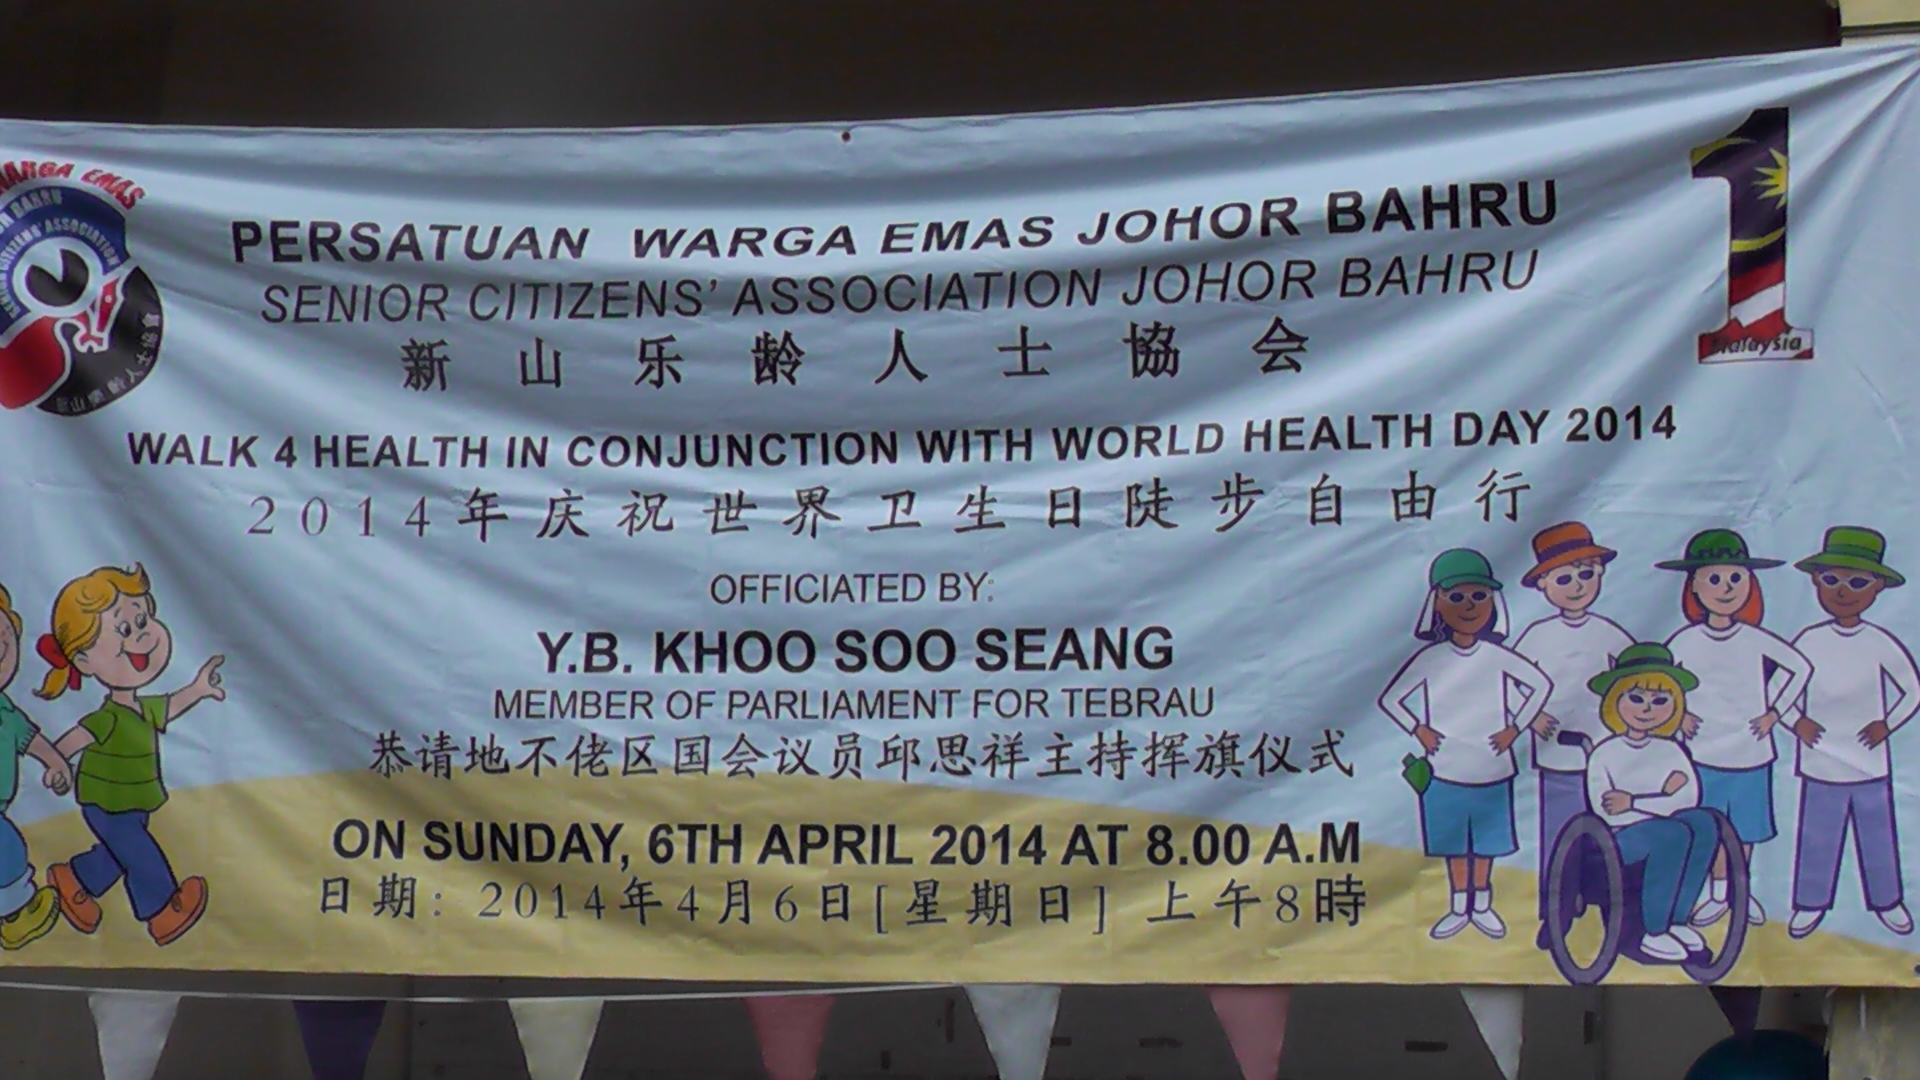 WARGA EMAS
SENIOR CITIZENS' ASSOCIATION
PERSATUAN WARGA EMAS JOHOR BAHRU
SENIOR CITIZENS' ASSOCIATION JOHOR BAHRU
新山乐龄人士協会
Malaysia
WALK 4 HEALTH IN CONJUNCTION WITH WORLD HEALTH DAY 2014
2014年庆祝世界卫生日陡步自由行
OFFICIATED BY:
Y.B. KHOO SOO SEANG
MEMBER OF PARLIAMENT FOR TEBRAU
恭请地不佬区国会议员邱思祥主持挥旗仪式
ON SUNDAY, 6TH APRIL 2014 AT 8.00 A.M
日期: 2014年4月6日[星期日] 上午8時